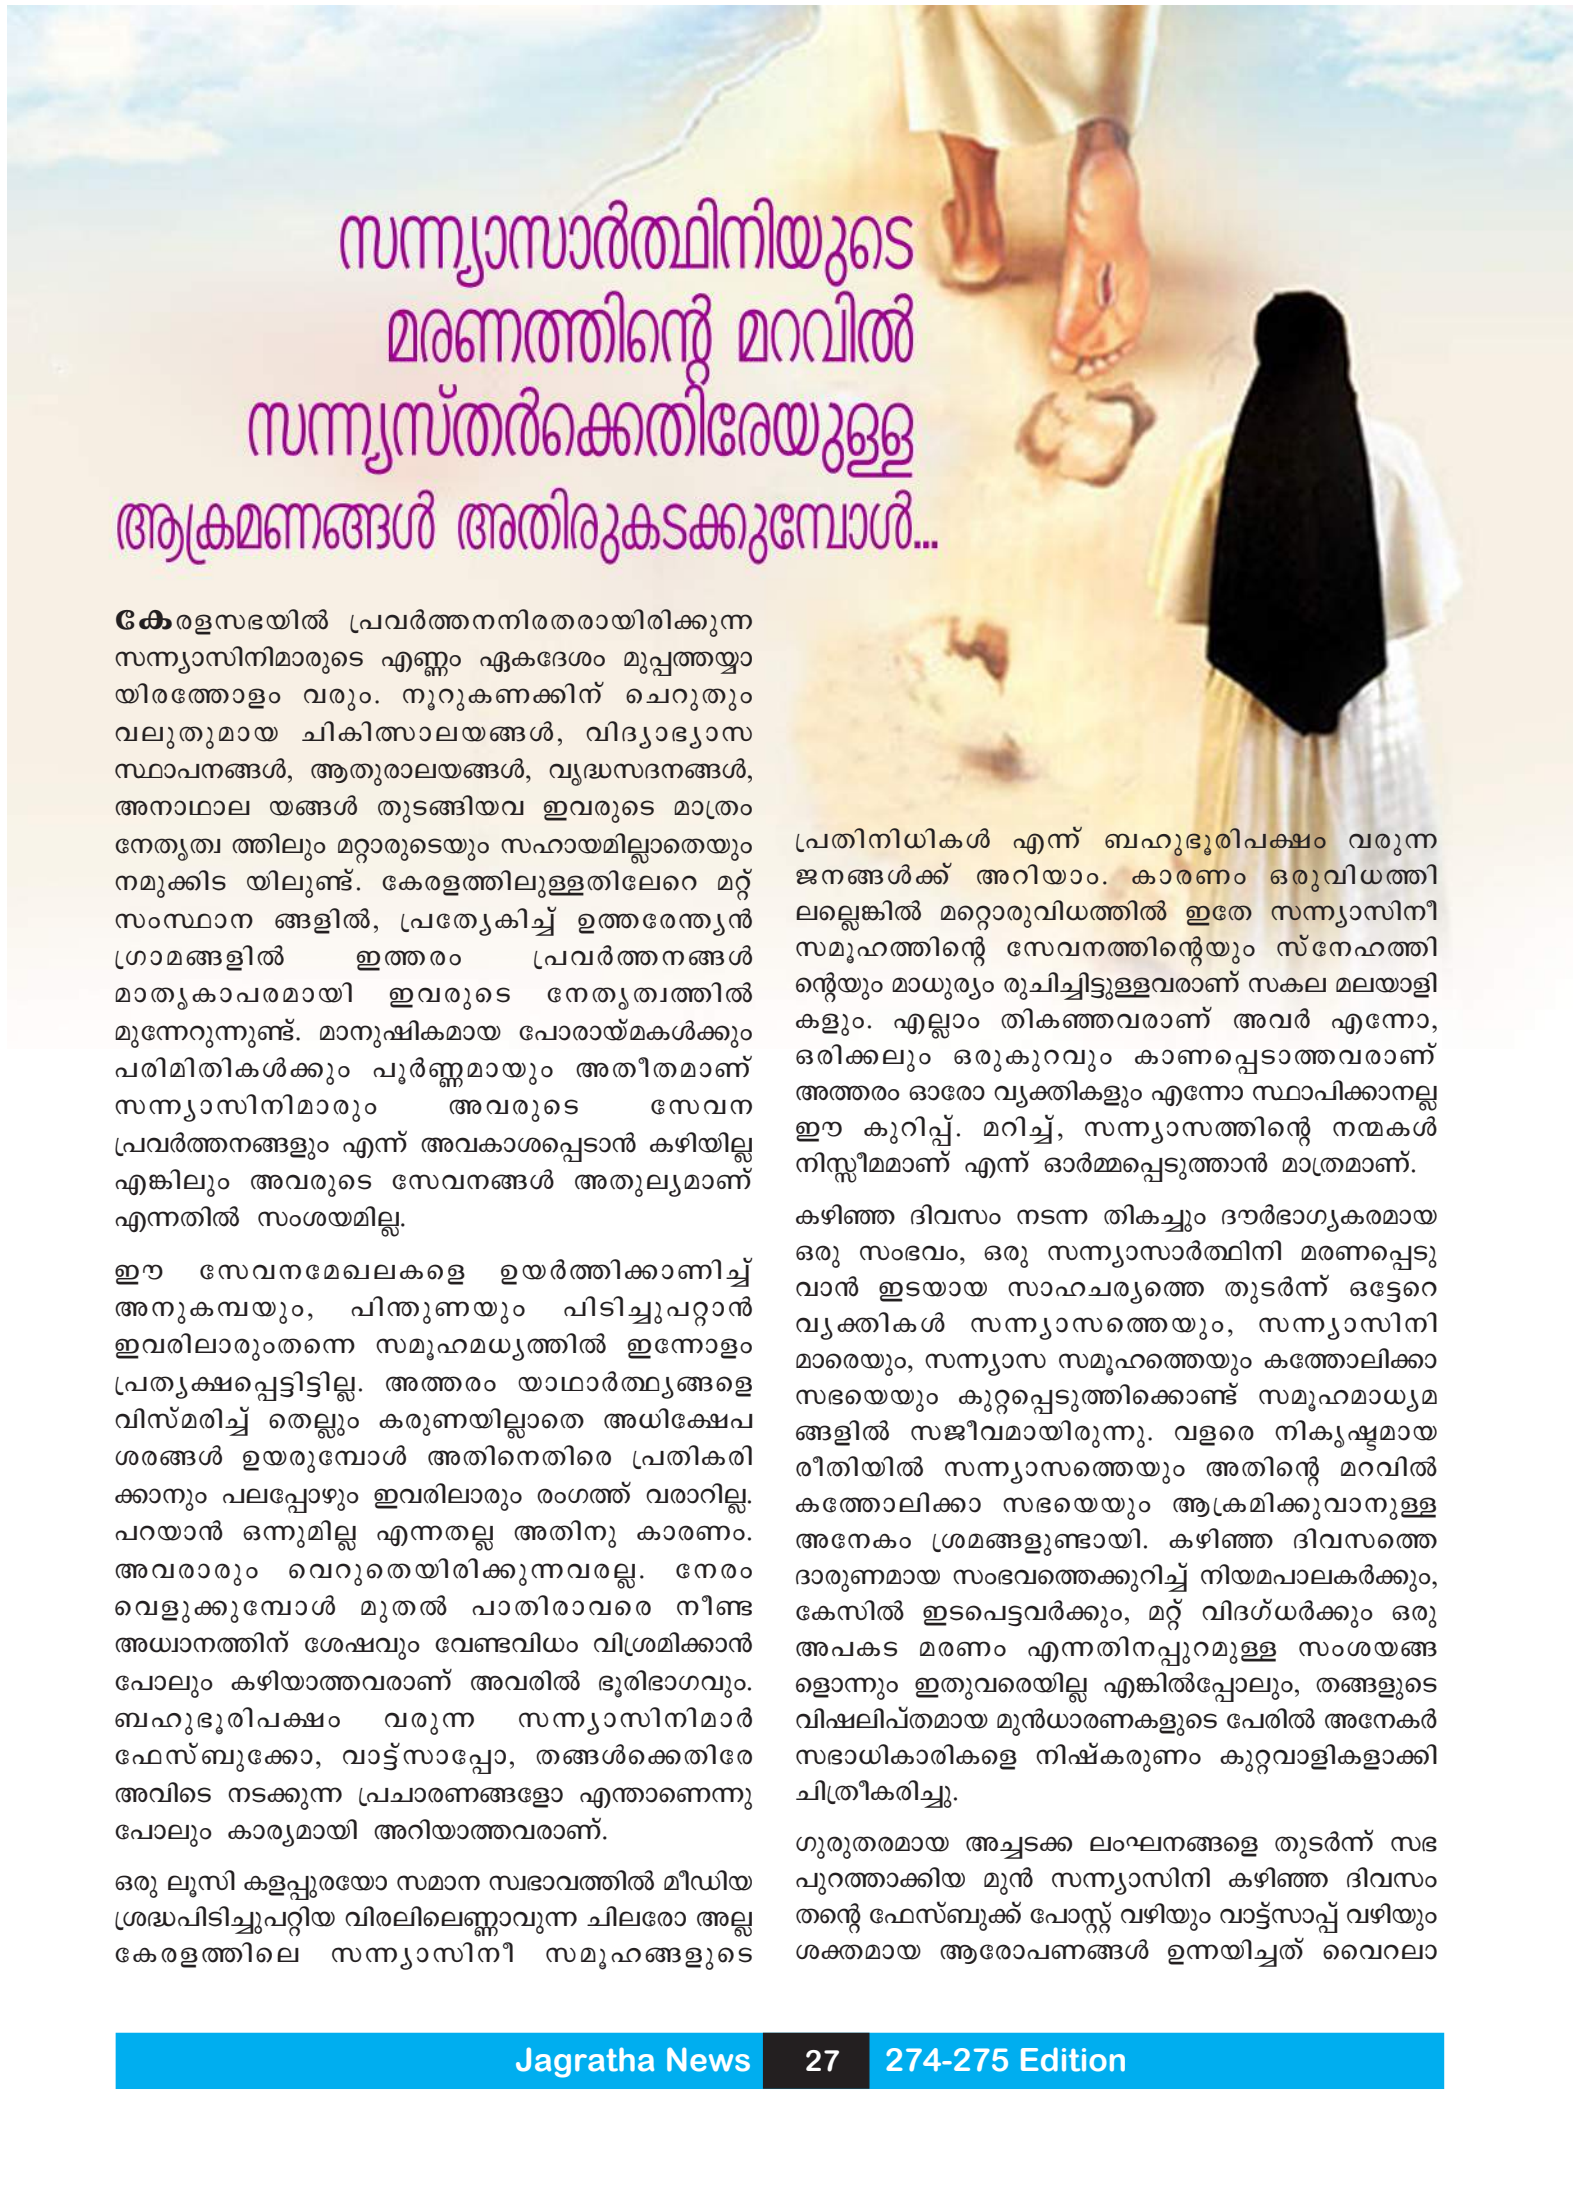 സന്ന്യാസാർത്ഥിനിയുടെ
മരണത്തിന്റെ മറവിൽ
സന്ന്യസ്തർക്കെതിരേയുള്ള
ആക്രമണങ്ങൾ അതിരുകടക്കുമ്പോൾ...
കേരളസഭയിൽ പ്രവർത്തനനിരതരായിരിക്കുന്ന
സന്ന്യാസിനിമാരുടെ എണ്ണം ഏകദേശം മുപ്പത്തയ്യാ
യിരത്തോളം വരും. നൂറുകണക്കിന് ചെറുതും
വലുതുമായ ചികിത്സാലയങ്ങൾ, വിദ്യാഭ്യാസ
സ്ഥാപനങ്ങൾ, ആതുരാലയങ്ങൾ, വൃദ്ധസദനങ്ങൾ,
അനാഥാല യങ്ങൾ തുടങ്ങിയവ ഇവരുടെ മാത്രം
നേതൃത്വ ത്തിലും മറ്റാരുടെയും സഹായമില്ലാതെയും
നമുക്കിട യിലുണ്ട്. കേരളത്തിലുള്ളതിലേറെ മറ്റ്
സംസ്ഥാന ങ്ങളിൽ, പ്രത്യേകിച്ച് ഉത്തരേന്ത്യൻ
ഗ്രാമങ്ങളിൽ ഇത്തരം പ്രവർത്തനങ്ങൾ
മാതൃകാപരമായി ഇവരുടെ നേതൃത്വത്തിൽ
മുന്നേറുന്നുണ്ട്. മാനുഷികമായ പോരായ്മകൾക്കും
പരിമിതികൾക്കും പൂർണ്ണമായും അതീതമാണ്
സന്ന്യാസിനിമാരും അവരുടെ സേവന
പ്രവർത്തനങ്ങളും എന്ന് അവകാശപ്പെടാൻ കഴിയില്ല
എങ്കിലും അവരുടെ സേവനങ്ങൾ അതുല്യമാണ്
എന്നതിൽ സംശയമില്ല.
ഈ സേവനമേഖലകളെ ഉയർത്തിക്കാണിച്ച്
അനുകമ്പയും, പിന്തുണയും പിടിച്ചുപറ്റാൻ
ഇവരിലാരുംതന്നെ സമൂഹമധ്യത്തിൽ ഇന്നോളം
പ്രത്യക്ഷപ്പെട്ടിട്ടില്ല. അത്തരം യാഥാർത്ഥ്യങ്ങളെ
വിസ്മരിച്ച് തെല്ലും കരുണയില്ലാതെ അധിക്ഷേപ
ശരങ്ങൾ ഉയരുമ്പോൾ അതിനെതിരെ പ്രതികരി
ക്കാനും പലപ്പോഴും ഇവരിലാരും രംഗത്ത് വരാറില്ല.
പറയാൻ ഒന്നുമില്ല എന്നതല്ല അതിനു കാരണം.
അവരാരും വെറുതെയിരിക്കുന്നവരല്ല. നേരം
വെളുക്കുമ്പോൾ മുതൽ പാതിരാവരെ നീണ്ട
അധ്വാനത്തിന് ശേഷവും വേണ്ടവിധം വിശ്രമിക്കാൻ
പോലും കഴിയാത്തവരാണ് അവരിൽ ഭൂരിഭാഗവും.
ബഹുഭൂരിപക്ഷം വരുന്ന സന്ന്യാസിനിമാർ
ഫേസ്ബുക്കോ, വാട്ട്സാപ്പോ, തങ്ങൾക്കെതിരേ
അവിടെ നടക്കുന്ന പ്രചാരണങ്ങളോ എന്താണെന്നു
പോലും കാര്യമായി അറിയാത്തവരാണ്.
ഒരു ലൂസി കളപ്പുരയോ സമാന സ്വഭാവത്തിൽ മീഡിയ
ശ്രദ്ധപിടിച്ചുപറ്റിയ വിരലിലെണ്ണാവുന്ന ചിലരോ അല്ല
കേരളത്തിലെ സന്ന്യാസിനീ സമൂഹങ്ങളുടെ
പ്രതിനിധികൾ എന്ന് ബഹുഭൂരിപക്ഷം വരുന്ന
ജനങ്ങൾക്ക് അറിയാം. കാരണം ഒരുവിധത്തി
ലല്ലെങ്കിൽ മറ്റൊരുവിധത്തിൽ ഇതേ സന്ന്യാസിനീ
സമൂഹത്തിന്റെ സേവനത്തിന്റെയും സ്നേഹത്തി
ന്റെയും മാധുര്യം രുചിച്ചിട്ടുള്ളവരാണ് സകല മലയാളി
കളും. എല്ലാം തികഞ്ഞവരാണ് അവർ എന്നോ,
ഒരിക്കലും ഒരുകുറവും കാണപ്പെടാത്തവരാണ്
അത്തരം ഓരോ വ്യക്തികളും എന്നോ സ്ഥാപിക്കാനല്ല
ഈ കുറിപ്പ്. മറിച്ച്, സന്ന്യാസത്തിന്റെ നന്മകൾ
നിസ്സീമമാണ് എന്ന് ഓർമ്മപ്പെടുത്താൻ മാത്രമാണ്.
കഴിഞ്ഞ ദിവസം നടന്ന തികച്ചും ദൗർഭാഗ്യകരമായ
ഒരു സംഭവം, ഒരു സന്ന്യാസാർത്ഥിനി മരണപ്പെടു
വാൻ ഇടയായ സാഹചര്യത്തെ തുടർന്ന് ഒട്ടേറെ
വ്യക്തികൾ സന്ന്യാസത്തെയും, സന്ന്യാസിനി
മാരെയും, സന്ന്യാസ സമൂഹത്തെയും കത്തോലിക്കാ
സഭയെയും കുറ്റപ്പെടുത്തിക്കൊണ്ട് സമൂഹമാധ്യമ
ങ്ങളിൽ സജീവമായിരുന്നു. വളരെ നികൃഷ്ടമായ
രീതിയിൽ സന്ന്യാസത്തെയും അതിന്റെ മറവിൽ
കത്തോലിക്കാ സഭയെയും ആക്രമിക്കുവാനുള്ള
അനേകം ശ്രമങ്ങളുണ്ടായി. കഴിഞ്ഞ ദിവസത്തെ
ദാരുണമായ സംഭവത്തെക്കുറിച്ച് നിയമപാലകർക്കും,
കേസിൽ ഇടപെട്ടവർക്കും, മറ്റ് വിദഗ്ധർക്കും ഒരു
അപകട മരണം എന്നതിനപ്പുറമുള്ള സംശയങ്ങ
ളൊന്നും ഇതുവരെയില്ല എങ്കിൽപ്പോലും, തങ്ങളുടെ
വിഷലിപ്തമായ മുൻധാരണകളുടെ പേരിൽ അനേകർ
സഭാധികാരികളെ നിഷ്കരുണം കുറ്റവാളികളാക്കി
ചിത്രീകരിച്ചു.
ഗുരുതരമായ അച്ചടക്ക ലംഘനങ്ങളെ തുടർന്ന് സഭ
പുറത്താക്കിയ മുൻ സന്ന്യാസിനി കഴിഞ്ഞ ദിവസം
തന്റെ ഫേസ്ബുക്ക് പോസ്റ്റ് വഴിയും വാട്ട്സാപ്പ് വഴിയും
ശക്തമായ ആരോപണങ്ങൾ ഉന്നയിച്ചത് വൈറലാ
Jagratha News 27 274-275 Edition